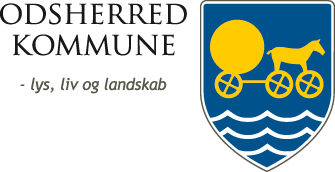 ODSHERRED
KOMMUNE
- lys, liv og landskab